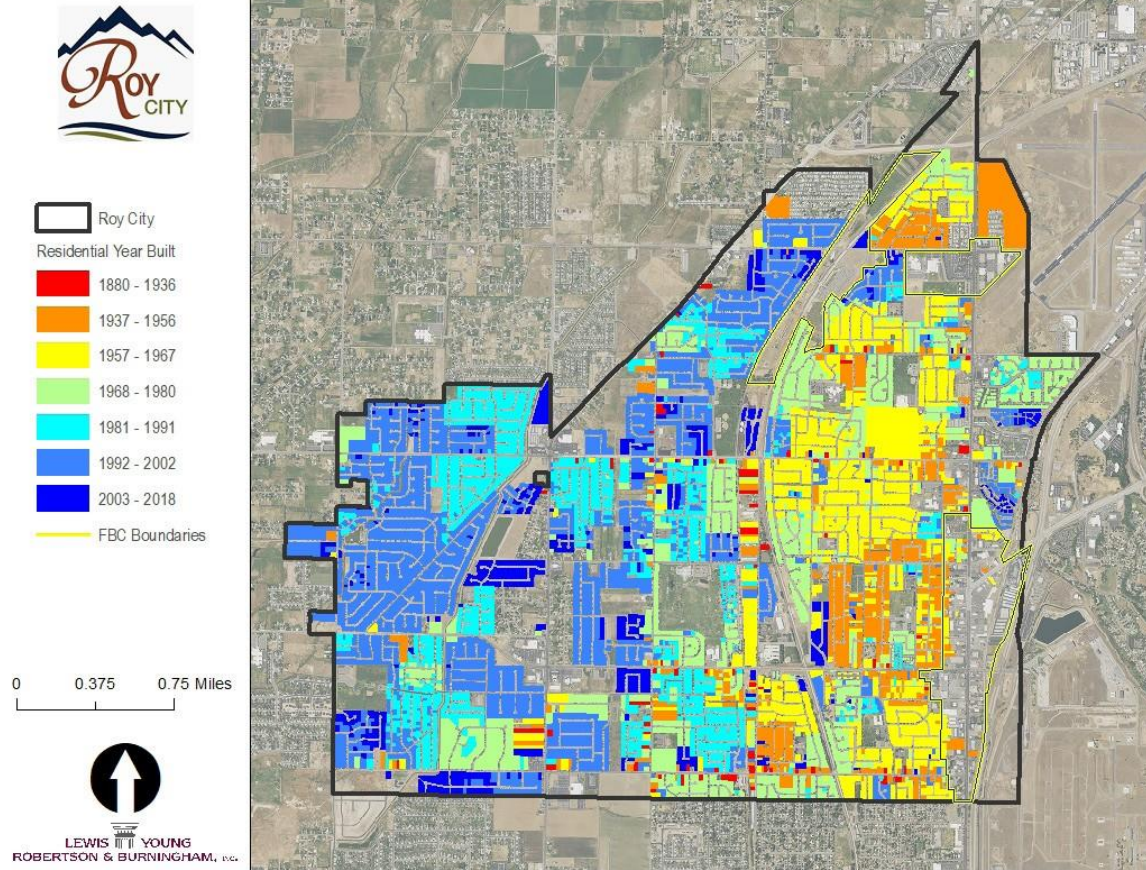 ROY
CITY
Roy City
Residential Year Built
1880 - 1936
1937 - 1956
1957 - 1967
1968 - 1980
1981 - 1991
1992 - 2002
2003 - 2018
FBC Boundaries
0 0.375 0.75 Miles
LEWIS YOUNG
ROBERTSON & BURNINGHAM, INC.